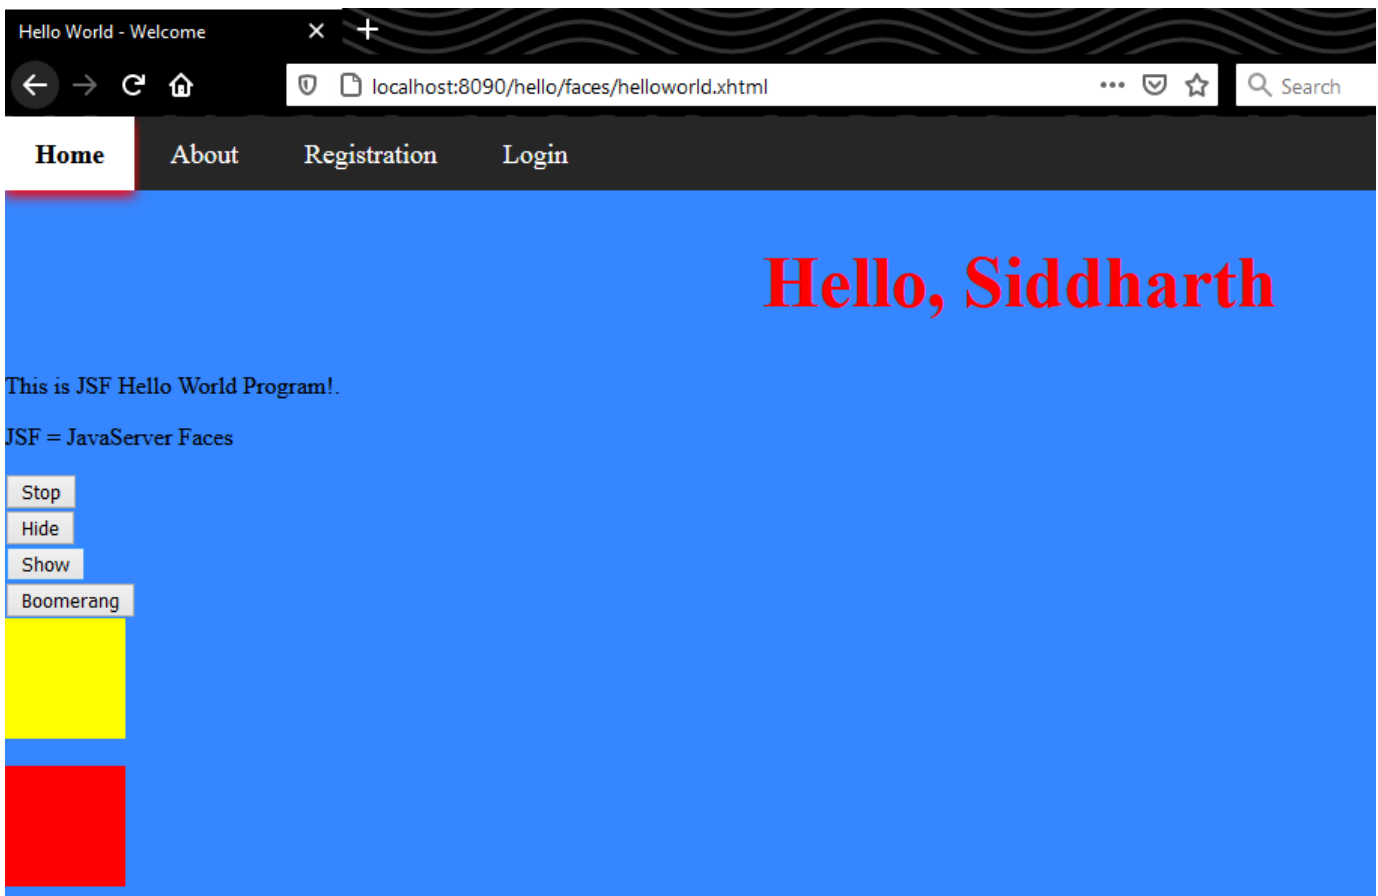 Hello World - Welcome
localhost:8090/hello/faces/helloworld.xhtml
Search
Home About Registration Login
Hello, Siddharth
This is JSF Hello World Program!.
JSF = JavaServer Faces
Stop
Hide
Show
Boomerang